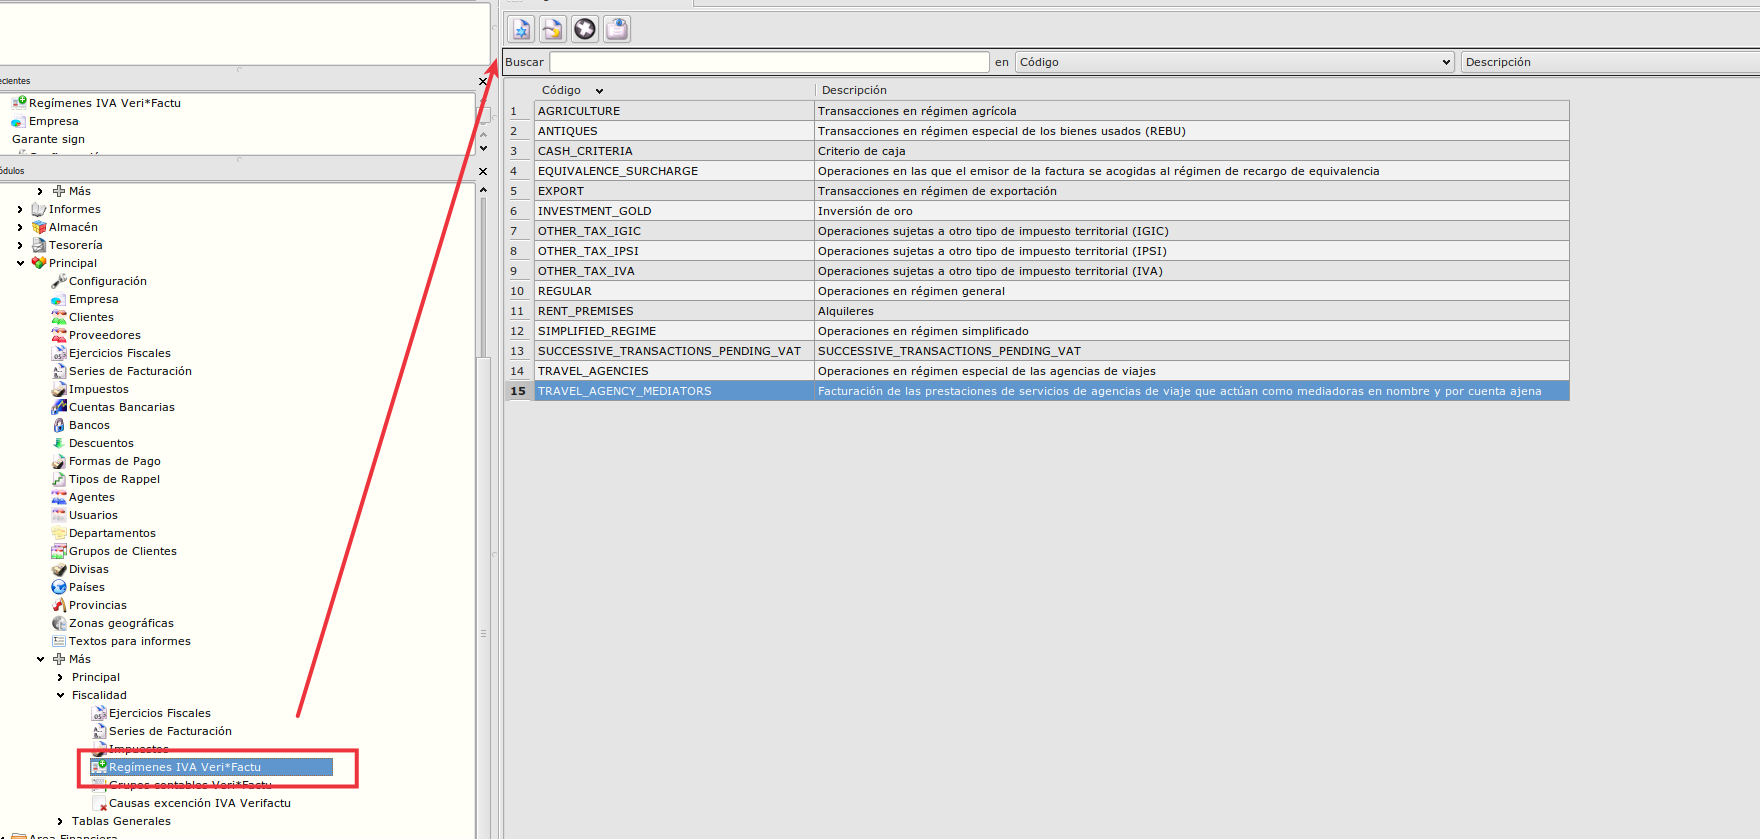 ecientes
Regímenes IVA Veri*Factu
Empresa
Garante sign
ódulos
Más
Informes
Almacén
Tesorería
Principal
Configuración
Empresa
Clientes
Proveedores
Ejercicios Fiscales
Series de Facturación
Impuestos
Cuentas Bancarias
Bancos
Descuentos
Formas de Pago
Tipos de Rappel
Agentes
Usuarios
Departamentos
Grupos de Clientes
Divisas
Países
Provincias
Zonas geográficas
Textos para informes
Más
Principal
Fiscalidad
Ejercicios Fiscales
Series de Facturación
Impuestos
Regímenes IVA Veri*Factu
Grupos contables Veri*Factu
Causas excención IVA Verifactu
Tablas Generales
Area Financiera
Buscar en Código Descripción
Código Descripción
1 AGRICULTURE Transacciones en régimen agrícola
2 ANTIQUES Transacciones en régimen especial de los bienes usados (REBU)
3 CASH_CRITERIA Criterio de caja
4 EQUIVALENCE_SURCHARGE Operaciones en las que el emisor de la factura se acogidas al régimen de recargo de equivalencia
5 EXPORT Transacciones en régimen de exportación
6 INVESTMENT_GOLD Inversión de oro
7 OTHER_TAX_IGIC Operaciones sujetas a otro tipo de impuesto territorial (IGIC)
8 OTHER_TAX_IPSI Operaciones sujetas a otro tipo de impuesto territorial (IPSI)
9 OTHER_TAX_IVA Operaciones sujetas a otro tipo de impuesto territorial (IVA)
10 REGULAR Operaciones en régimen general
11 RENT_PREMISES Alquileres
12 SIMPLIFIED_REGIME Operaciones en régimen simplificado
13 SUCCESSIVE_TRANSACTIONS_PENDING_VAT SUCCESSIVE_TRANSACTIONS_PENDING_VAT
14 TRAVEL_AGENCIES Operaciones en régimen especial de las agencias de viajes
15 TRAVEL_AGENCY_MEDIATORS Facturación de las prestaciones de servicios de agencias de viaje que actúan como mediadoras en nombre y por cuenta ajena